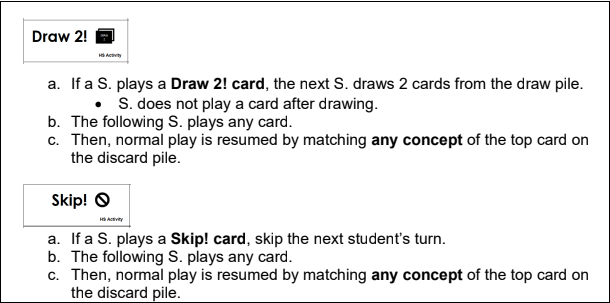 Draw 2!
HS Activity
a. If a S. plays a Draw 2! card, the next S. draws 2 cards from the draw pile.
• S. does not play a card after drawing.
b. The following S. plays any card.
c. Then, normal play is resumed by matching any concept of the top card on
the discard pile.
Skip!
HS Activity
a. If a S. plays a Skip! card, skip the next student's turn.
b. The following S. plays any card.
c. Then, normal play is resumed by matching any concept of the top card on
the discard pile.